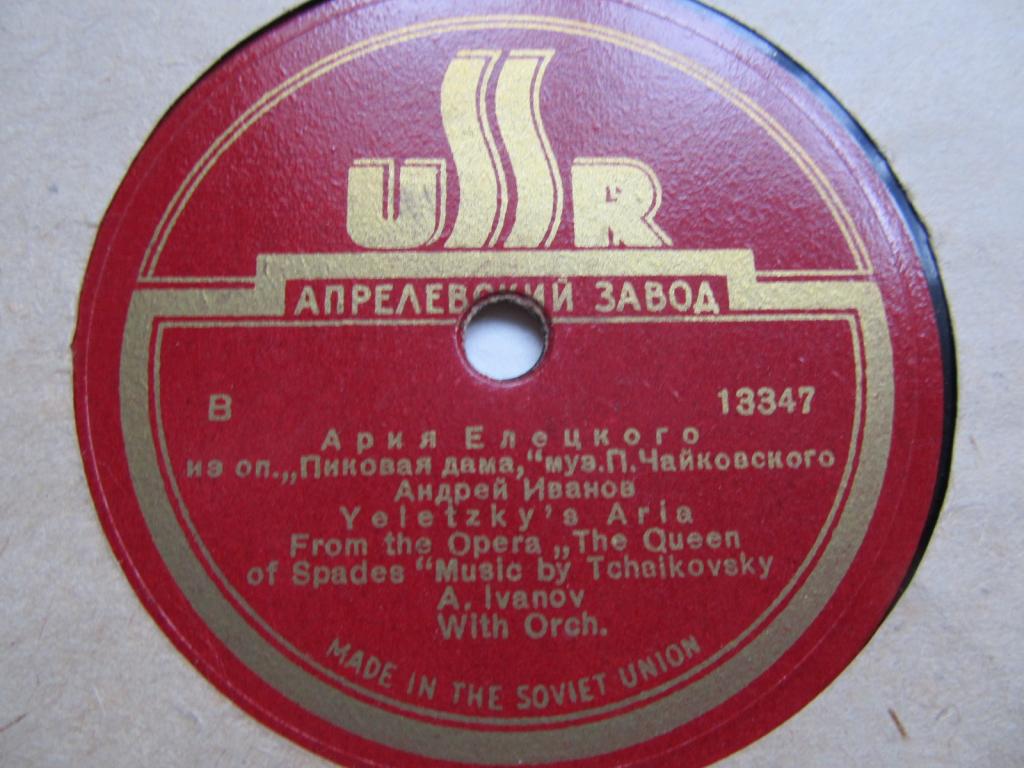 USSR
АПРЕЛЕВСКИЙ ЗАВОД
В 13347
Ария Елецкого
из оп.„Пиковая дама,“муз.П.Чайковского
Андрей Иванов
Yeletzky's Aria
From the Opera „The Queen
of Spades“Music by Tchaikovsky
A. Ivanov
With Orch.
MADE IN THE SOVIET UNION